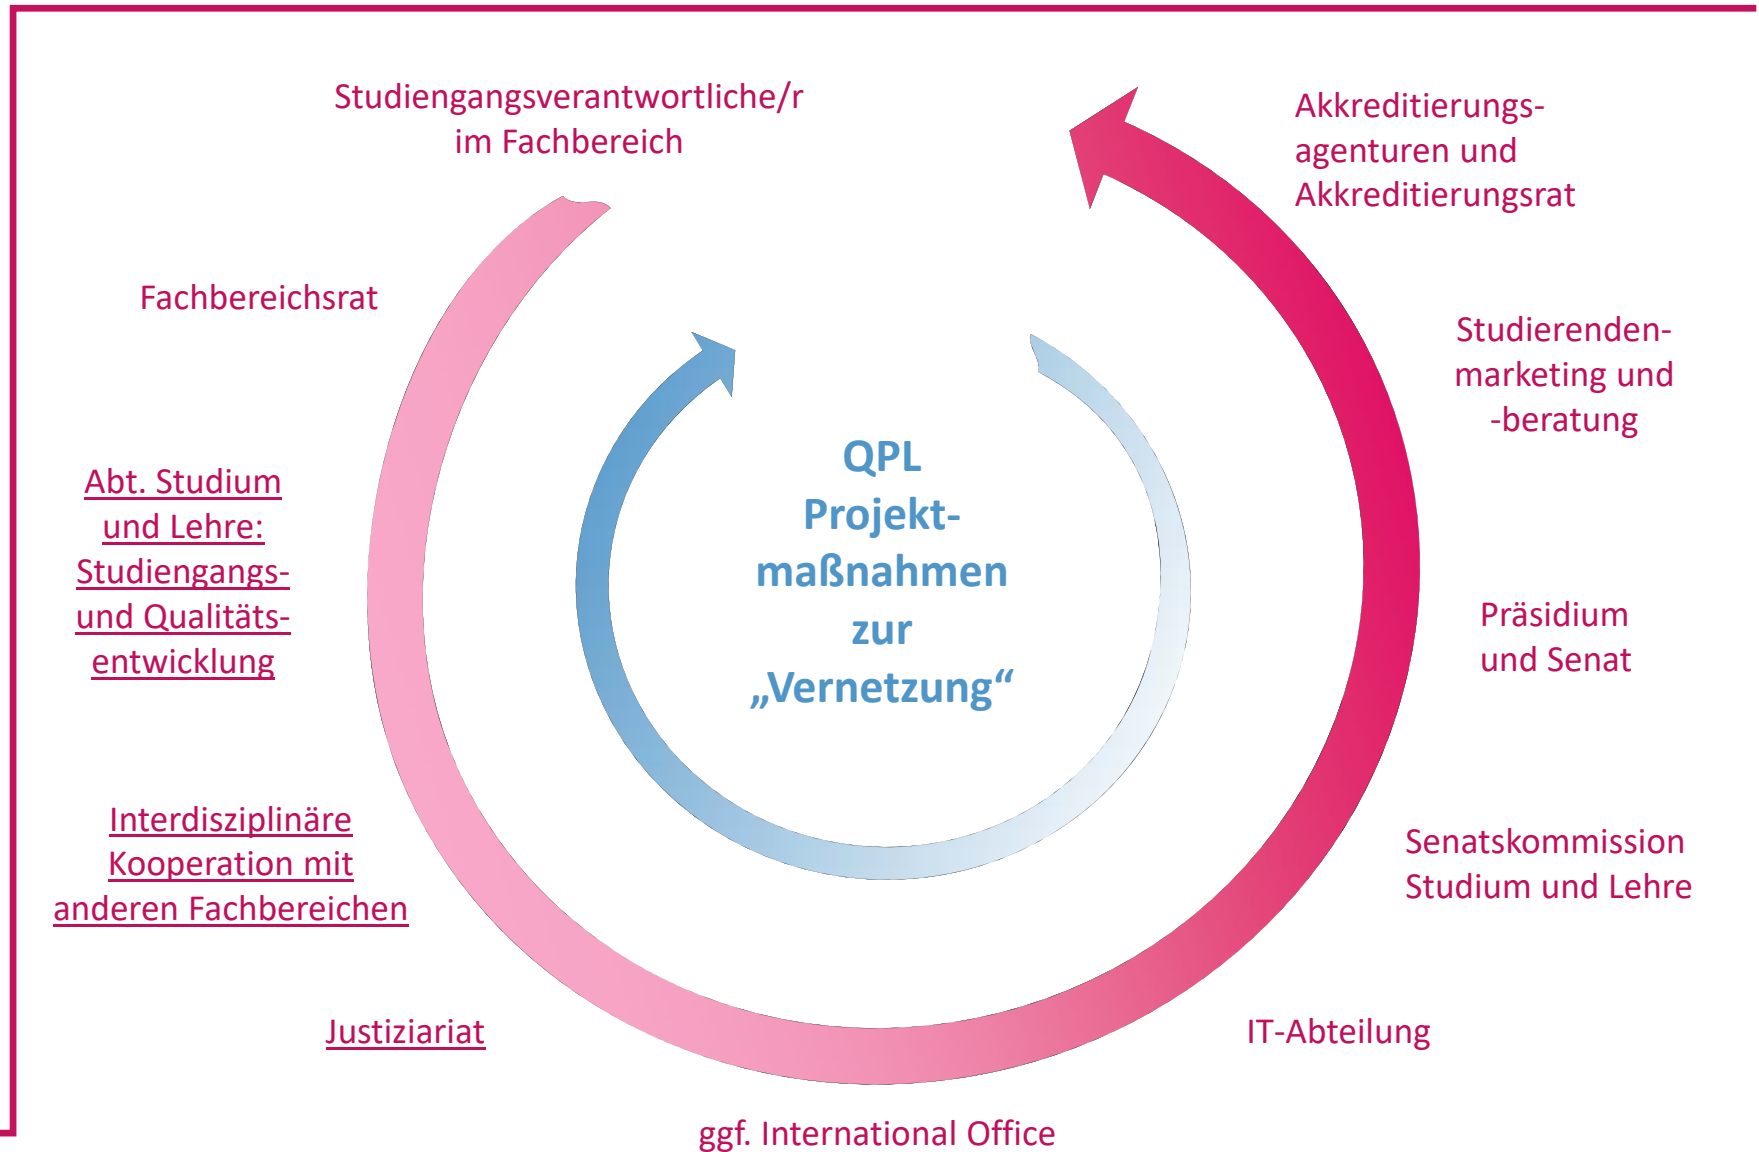 Studiengangsverantwortliche/r
im Fachbereich
Fachbereichsrat
Abt. Studium
und Lehre:
Studiengangs-
und Qualitäts-
entwicklung
Interdisziplinäre
Kooperation mit
anderen Fachbereichen
Justiziariat
ggf. International Office
IT-Abteilung
Senatskommission
Studium und Lehre
Präsidium
und Senat
Studierenden-
marketing und
-beratung
Akkreditierungs-
agenturen und
Akkreditierungsrat
QPL
Projekt-
maßnahmen
zur
„Vernetzung“